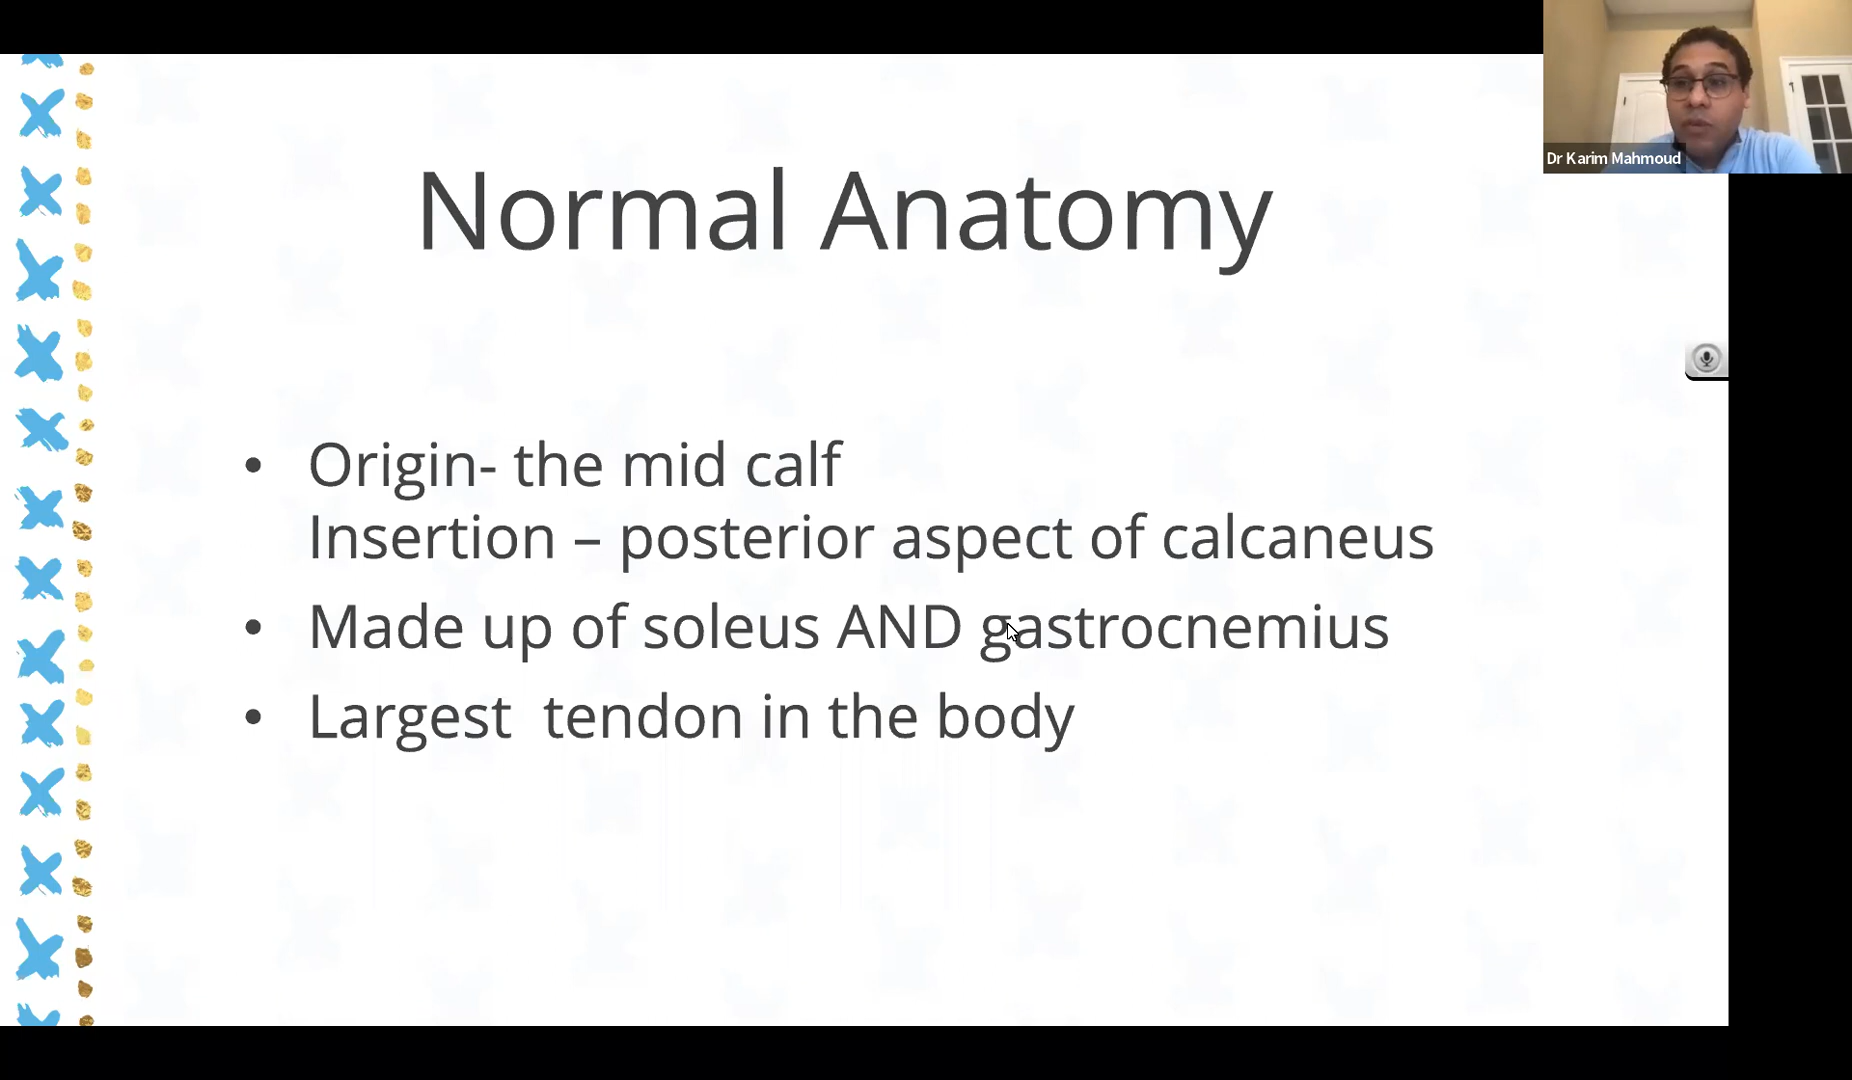 Dr Karim Mahmoud
Normal Anatomy
• Origin- the mid calf
Insertion – posterior aspect of calcaneus
• Made up of soleus AND gastrocnemius
• Largest  tendon in the body